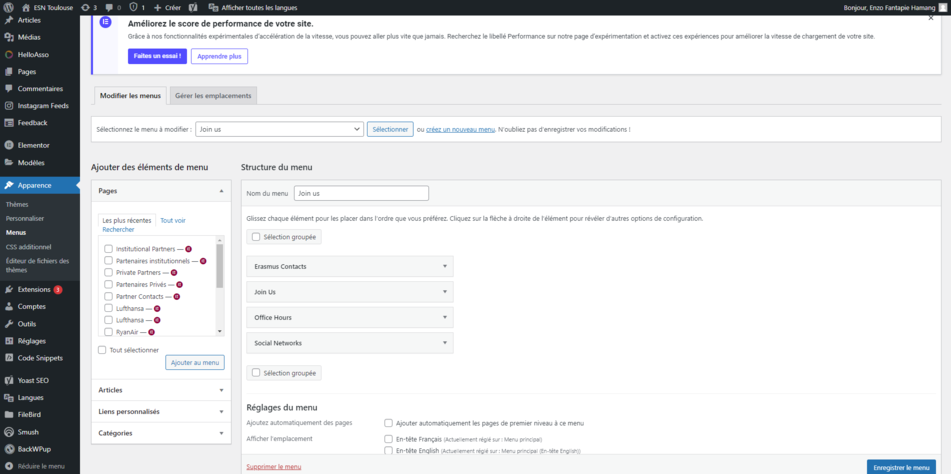 ESN Toulouse
3
0
1
Créer
Afficher toutes les langues
Bonjour, Enzo Fantapie Hamang
Articles
Médias
HelloAsso
Pages
Commentaires
Instagram Feeds
Feedback
Elementor
Modèles
Apparence
Thèmes
Personnaliser
Menus
CSS additionnel
Éditeur de fichiers des
thèmes
Extensions 3
Comptes
Outils
Réglages
Code Snippets
Yoast SEO
Langues
FileBird
Smush
BackWPup
Réduire le menu
Améliorez le score de performance de votre site.
Grâce à nos fonctionnalités expérimentales d'accélération de la vitesse, vous pouvez aller plus vite que jamais. Recherchez le libellé Performance sur notre page d'expérimentation et activez ces expériences pour améliorer la vitesse de chargement de votre site.
Faites un essai !
Apprendre plus
Modifier les menus
Gérer les emplacements
Sélectionnez le menu à modifier :
Join us
Sélectionner
ou créez un nouveau menu. N'oubliez pas d'enregistrer vos modifications !
Ajouter des éléments de menu
Pages
Les plus récentes
Tout voir
Rechercher
Institutional Partners —
Partenaires institutionnels —
Private Partners —
Partenaires Privés —
Partner Contacts —
Lufthansa —
Lufthansa —
RyanAir —
Tout sélectionner
Ajouter au menu
Articles
Liens personnalisés
Catégories
Structure du menu
Nom du menu
Join us
Glissez chaque élément pour les placer dans l'ordre que vous préférez. Cliquez sur la flèche à droite de l'élément pour révéler d'autres options de configuration.
Sélection groupée
Erasmus Contacts
Join Us
Office Hours
Social Networks
Sélection groupée
Réglages du menu
Ajoutez automatiquement des pages
Ajouter automatiquement les pages de premier niveau à ce menu
Afficher l'emplacement
En-tête Français (Actuellement réglé sur : Menu principal)
En-tête English (Actuellement réglé sur : Menu principal (En-tête English))
Supprimer le menu
Enregistrer le menu